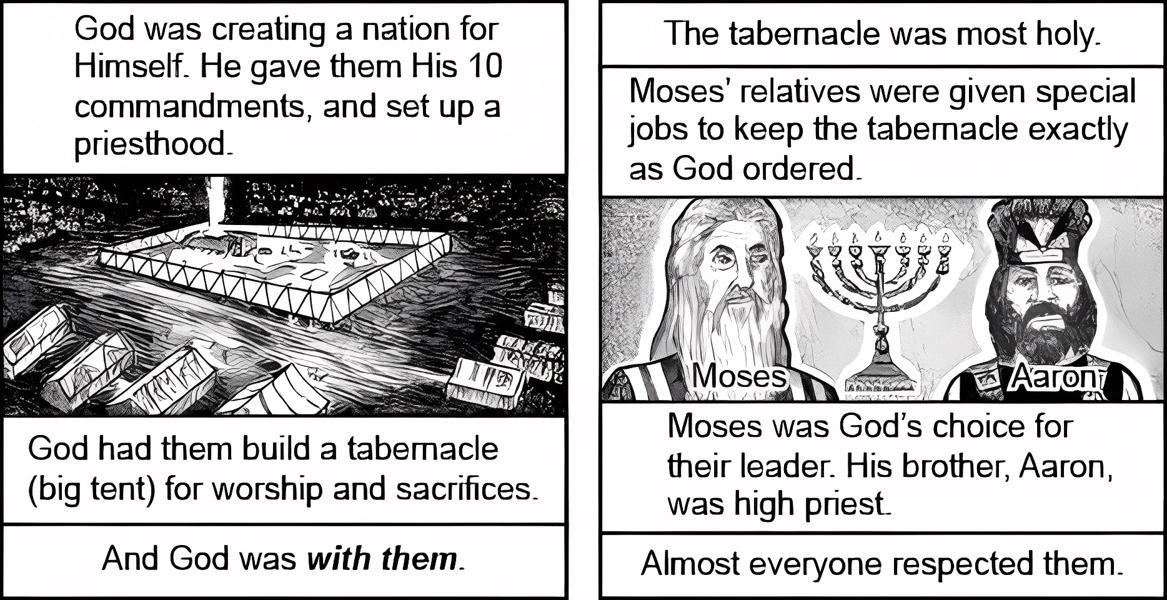 God was creating a nation for
Himself. He gave them His 10
commandments, and set up a
priesthood.
God had them build a tabernacle
(big tent) for worship and sacrifices.
And God was with them.
The tabernacle was most holy.
Moses' relatives were given special
jobs to keep the tabernacle exactly
as God ordered.
Moses
Aaron
Moses was God's choice for
their leader. His brother, Aaron,
was high priest.
Almost everyone respected them.